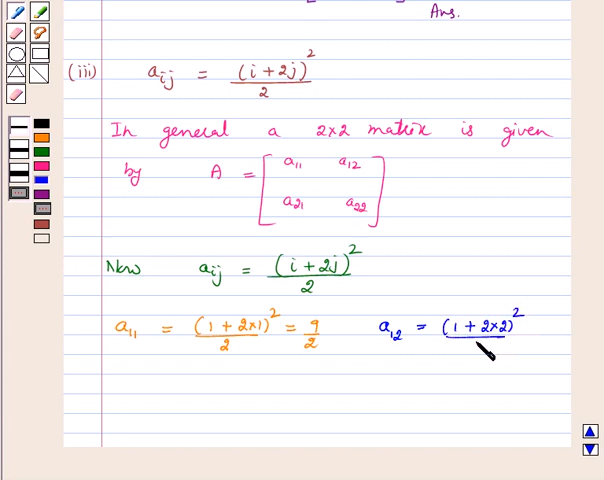 Ans.
(iii) aij = (i + 2j)² / 2
In general a 2×2 matrix is given
by A = [ a11 a12
a21 a22 ]
Now aij = (i + 2j)² / 2
a11 = (1 + 2×1)² / 2 = 9/2 a12 = (1 + 2×2)²